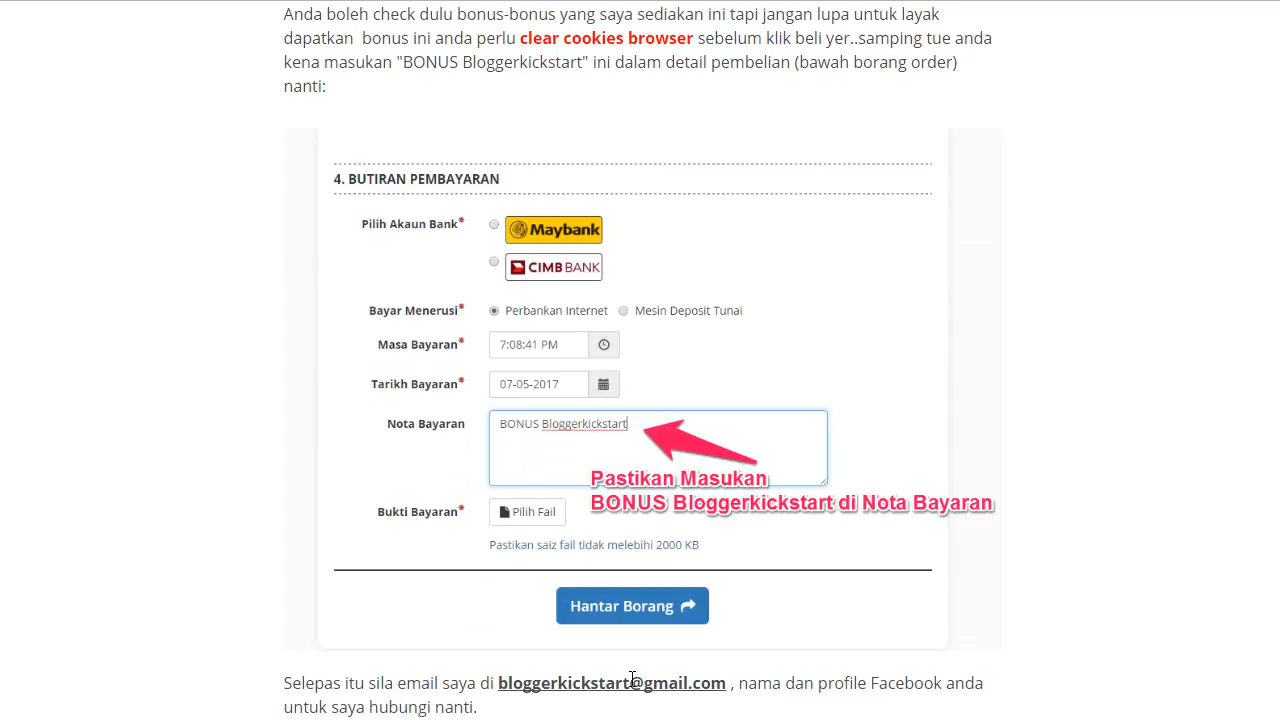 Anda boleh check dulu bonus-bonus yang saya sediakan ini tapi jangan lupa untuk layak
dapatkan bonus ini anda perlu clear cookies browser sebelum klik beli yer..samping tue anda
kena masukan "BONUS Bloggerkickstart" ini dalam detail pembelian (bawah borang order)
nanti:
4. BUTIRAN PEMBAYARAN
Pilih Akaun Bank*
Maybank
CIMB BANK
Bayar Menerusi* Perbankan Internet Mesin Deposit Tunai
Masa Bayaran* 7:08:41 PM
Tarikh Bayaran* 07-05-2017
Nota Bayaran BONUS Bloggerkickstart
Pastikan Masukan
BONUS Bloggerkickstart di Nota Bayaran
Bukti Bayaran* Pilih Fail
Pastikan saiz fail tidak melebihi 2000 KB
Hantar Borang
Selepas itu sila email saya di bloggerkickstart@gmail.com , nama dan profile Facebook anda
untuk saya hubungi nanti.